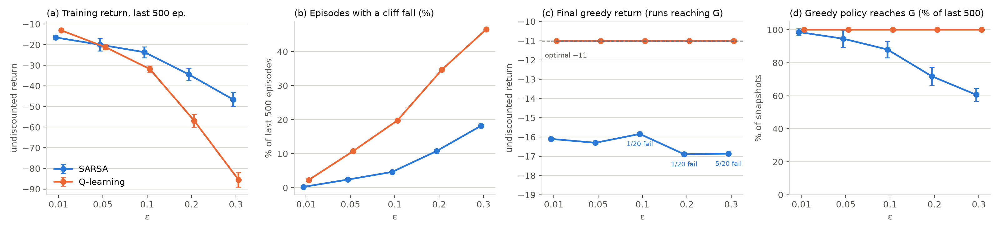 (a) Training return, last 500 ep.
undiscounted return
−10
−20
−30
−40
−50
−60
−70
−80
−90
SARSA
Q-learning
0.01 0.05 0.1 0.2 0.3
ε
(b) Episodes with a cliff fall (%)
% of last 500 episodes
40
30
20
10
0
0.01 0.05 0.1 0.2 0.3
ε
(c) Final greedy return (runs reaching G)
undiscounted return
−10
−11
−12
−13
−14
−15
−16
−17
−18
−19
optimal −11
1/20 fail
1/20 fail
5/20 fail
0.01 0.05 0.1 0.2 0.3
ε
(d) Greedy policy reaches G (% of last 500)
% of snapshots
100
80
60
40
20
0
0.01 0.05 0.1 0.2 0.3
ε